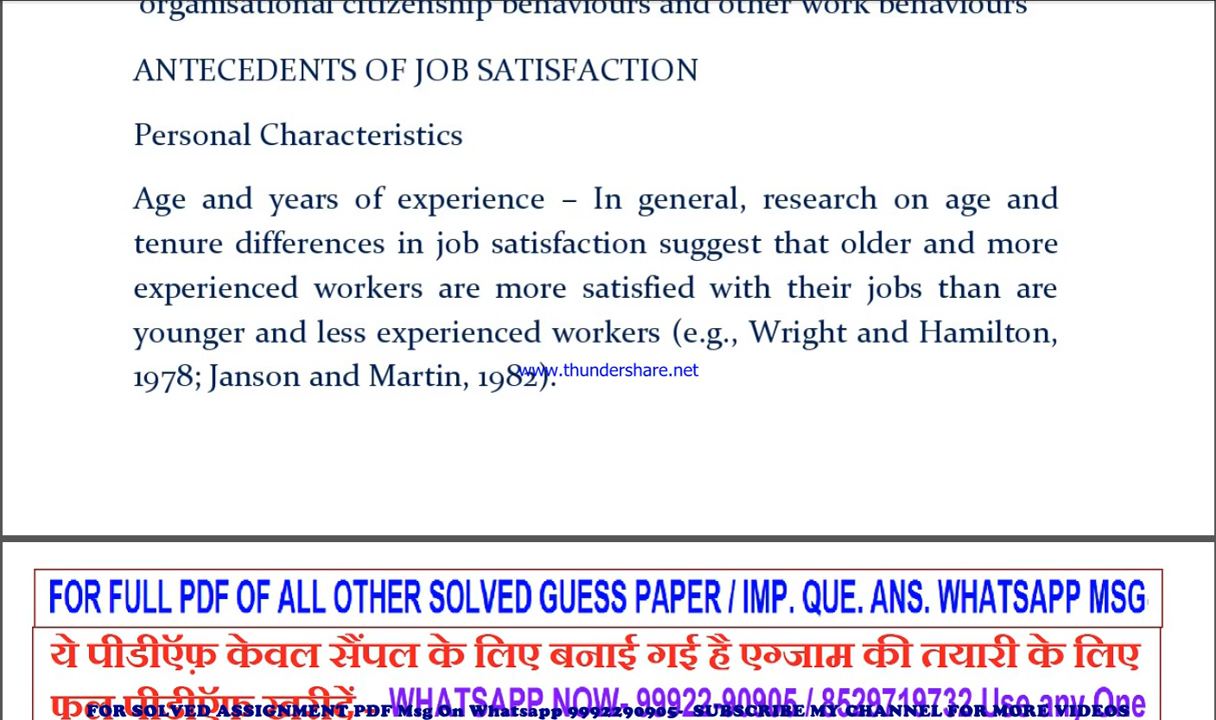 organisational citizenship behaviours and other work behaviours
ANTECEDENTS OF JOB SATISFACTION
Personal Characteristics
Age and years of experience – In general, research on age and
tenure differences in job satisfaction suggest that older and more
experienced workers are more satisfied with their jobs than are
younger and less experienced workers (e.g., Wright and Hamilton,
1978; Janson and Martin, 1982).
www.thundershare.net
FOR FULL PDF OF ALL OTHER SOLVED GUESS PAPER / IMP. QUE. ANS. WHATSAPP MSG
ये पीडीऍफ़ केवल सैंपल के लिए बनाई गई है एग्जाम की तयारी के लिए
फुल पीडीऍफ़ खरीदें – WHATSAPP NOW- 99922-90905 / 8529719732 Use any One
FOR SOLVED ASSIGNMENT PDF Msg On Whatsapp 9992290905- SUBSCRIBE MY CHANNEL FOR MORE VIDEOS